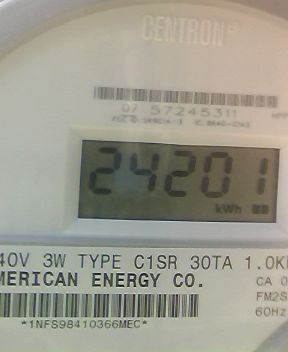 CENTRON®
07 57245311
24201
kWh
40V 3W TYPE C1SR 30TA 1.0K
MERICAN ENERGY CO.
CA 0
FM2S
60Hz
*1NFS98410366MEC*